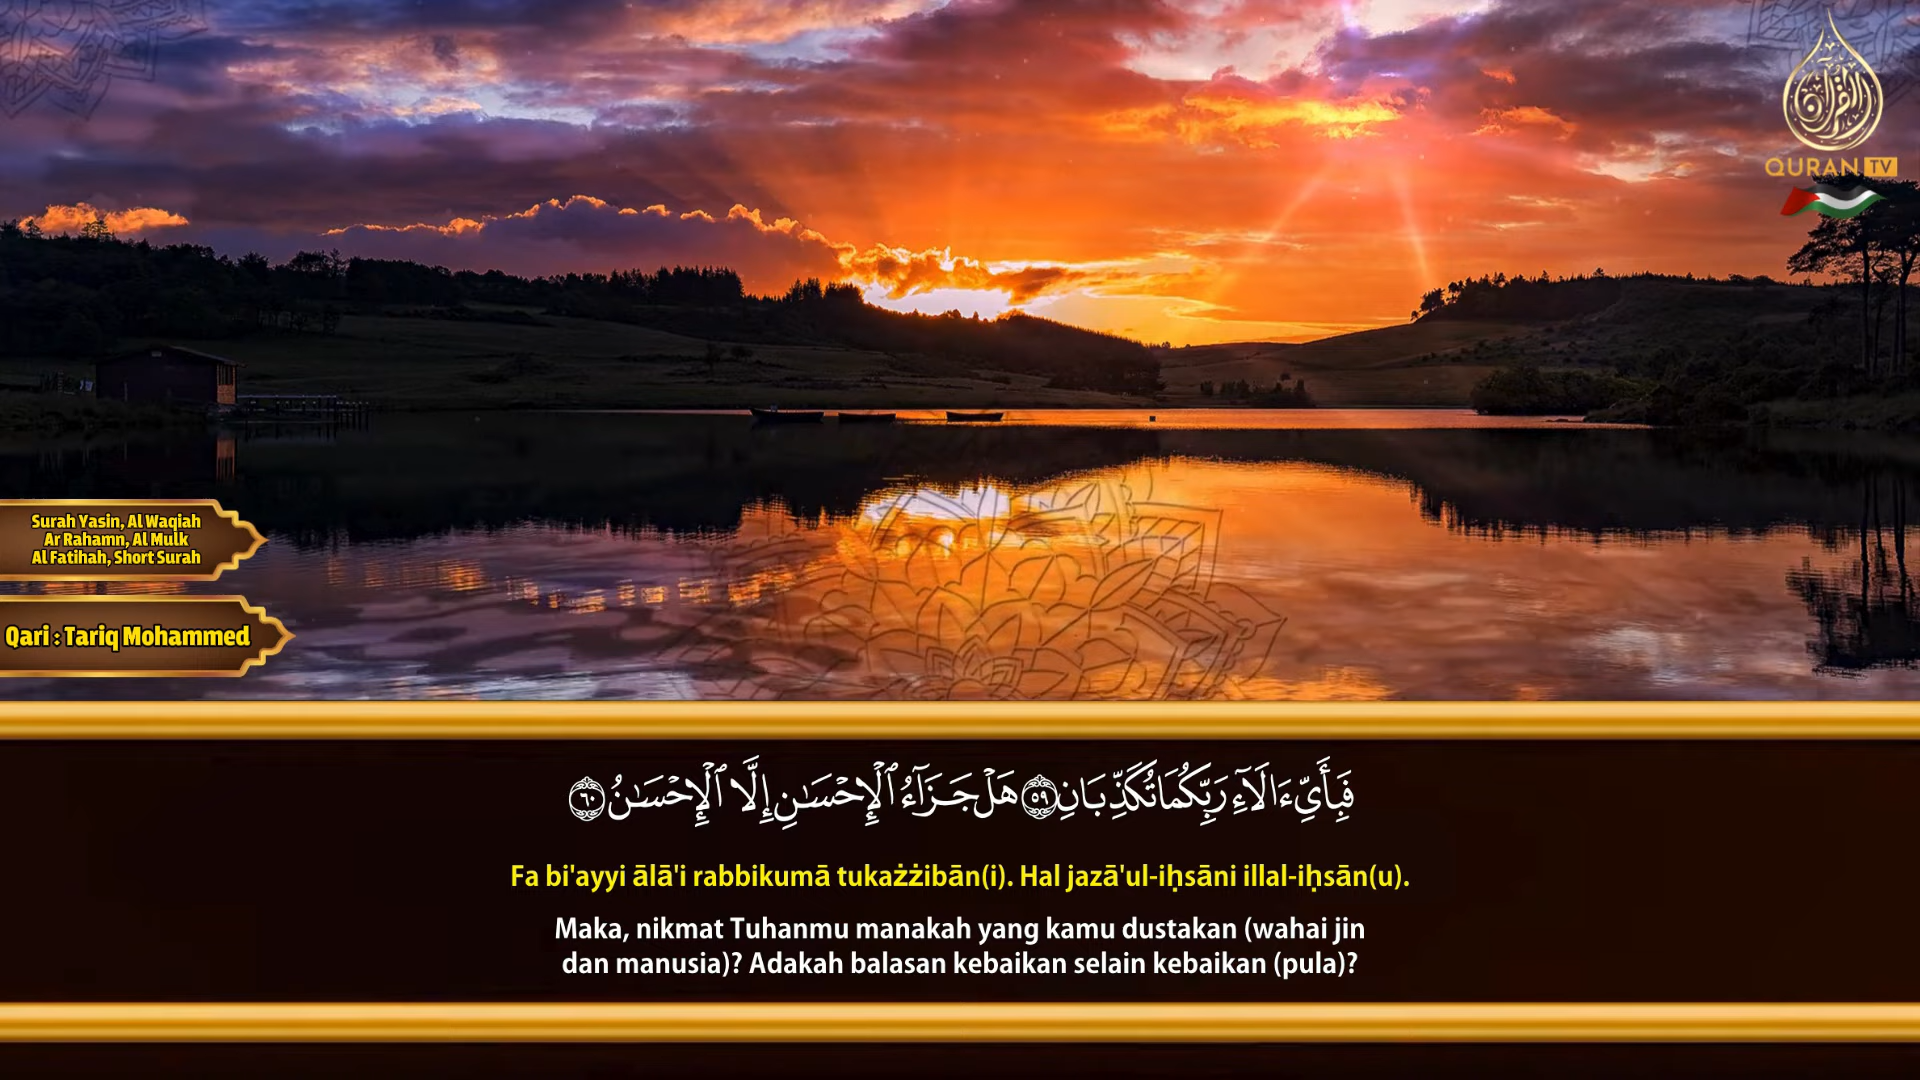 القرآن
QURAN TV
Surah Yasin, Al Waqiah
Ar Rahamn, Al Mulk
Al Fatihah, Short Surah
Qari : Tariq Mohammed
فَبِأَيِّ ءَالَآءِ رَبِّكُمَا تُكَذِّبَانِ ٥٩ هَلْ جَزَآءُ ٱلْإِحْسَـٰنِ إِلَّا ٱلْإِحْسَـٰنُ ٦٠
Fa bi'ayyi ālā'i rabbikumā tukażżibān(i). Hal jazā'ul-iḥsāni illal-iḥsān(u).
Maka, nikmat Tuhanmu manakah yang kamu dustakan (wahai jin
dan manusia)? Adakah balasan kebaikan selain kebaikan (pula)?